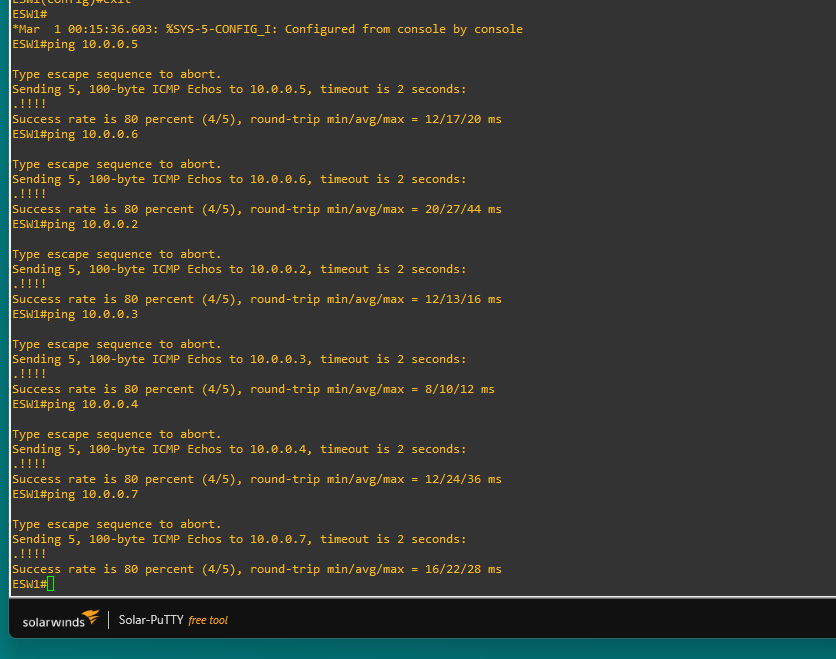 ESW1(config)#exit
ESW1#
*Mar  1 00:15:36.603: %SYS-5-CONFIG_I: Configured from console by console
ESW1#ping 10.0.0.5

Type escape sequence to abort.
Sending 5, 100-byte ICMP Echos to 10.0.0.5, timeout is 2 seconds:
.!!!!
Success rate is 80 percent (4/5), round-trip min/avg/max = 12/17/20 ms
ESW1#ping 10.0.0.6

Type escape sequence to abort.
Sending 5, 100-byte ICMP Echos to 10.0.0.6, timeout is 2 seconds:
.!!!!
Success rate is 80 percent (4/5), round-trip min/avg/max = 20/27/44 ms
ESW1#ping 10.0.0.2

Type escape sequence to abort.
Sending 5, 100-byte ICMP Echos to 10.0.0.2, timeout is 2 seconds:
.!!!!
Success rate is 80 percent (4/5), round-trip min/avg/max = 12/13/16 ms
ESW1#ping 10.0.0.3

Type escape sequence to abort.
Sending 5, 100-byte ICMP Echos to 10.0.0.3, timeout is 2 seconds:
.!!!!
Success rate is 80 percent (4/5), round-trip min/avg/max = 8/10/12 ms
ESW1#ping 10.0.0.4

Type escape sequence to abort.
Sending 5, 100-byte ICMP Echos to 10.0.0.4, timeout is 2 seconds:
.!!!!
Success rate is 80 percent (4/5), round-trip min/avg/max = 12/24/36 ms
ESW1#ping 10.0.0.7

Type escape sequence to abort.
Sending 5, 100-byte ICMP Echos to 10.0.0.7, timeout is 2 seconds:
.!!!!
Success rate is 80 percent (4/5), round-trip min/avg/max = 16/22/28 ms
ESW1#
solarwinds Solar-PuTTY free tool